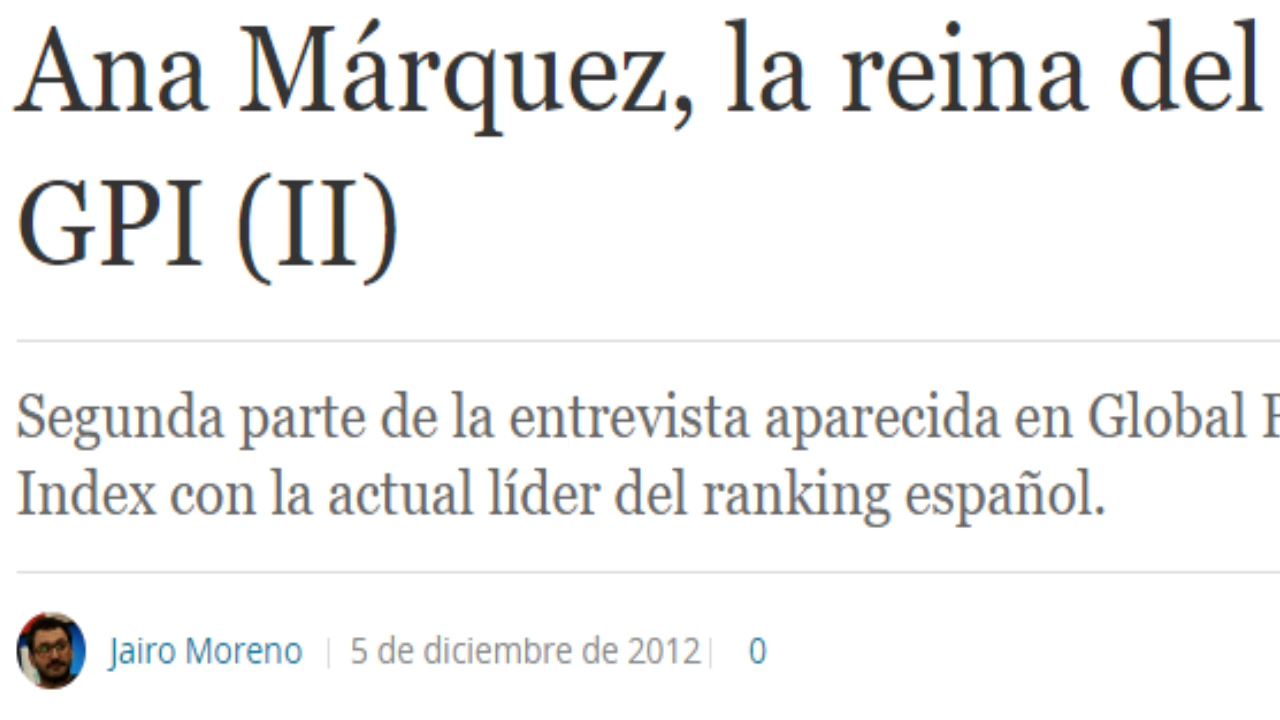 Ana Márquez, la reina del
GPI (II)
Segunda parte de la entrevista aparecida en Global
Index con la actual líder del ranking español.
Jairo Moreno | 5 de diciembre de 2012 | 0